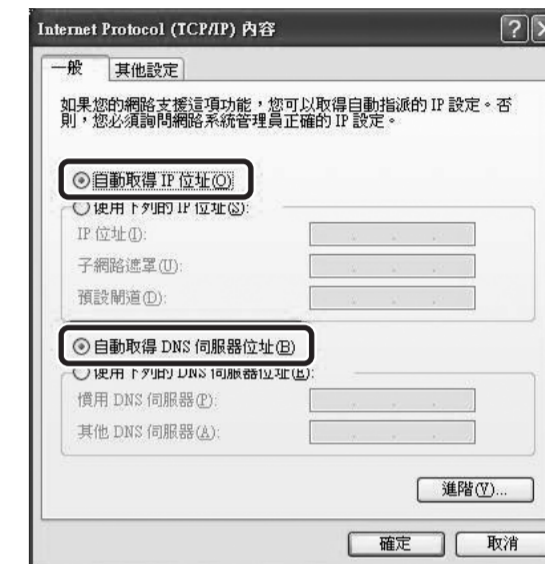 Internet Protocol (TCP/IP) 內容
一般 其他設定
如果您的網路支援這項功能，您可以取得自動指派的 IP 設定。否
則，您必須詢問網路系統管理員正確的 IP 設定。
自動取得 IP 位址(O)
使用下列的 IP 位址(S):
IP 位址(I):
子網路遮罩(U):
預設閘道(D):
自動取得 DNS 伺服器位址(B)
使用下列的 DNS 伺服器位址(E):
慣用 DNS 伺服器(P):
其他 DNS 伺服器(A):
進階(V)...
確定 取消